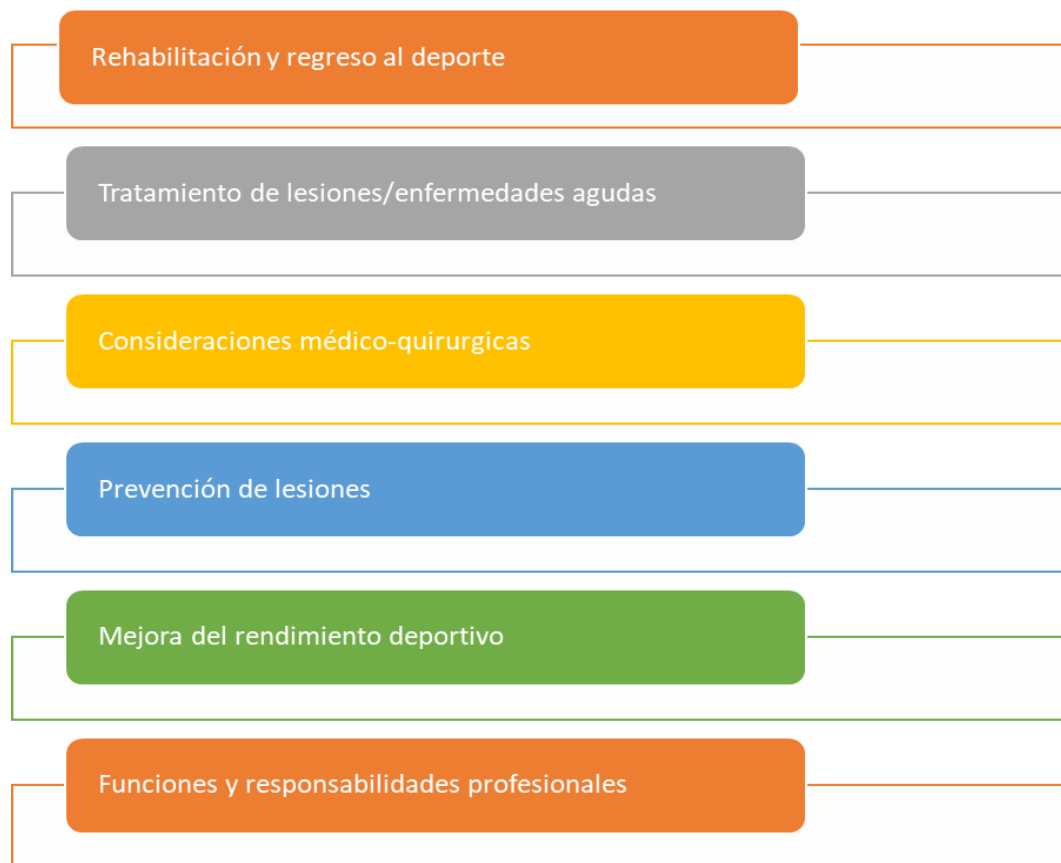 Rehabilitación y regreso al deporte
Tratamiento de lesiones/enfermedades agudas
Consideraciones médico-quirurgicas
Prevención de lesiones
Mejora del rendimiento deportivo
Funciones y responsabilidades profesionales